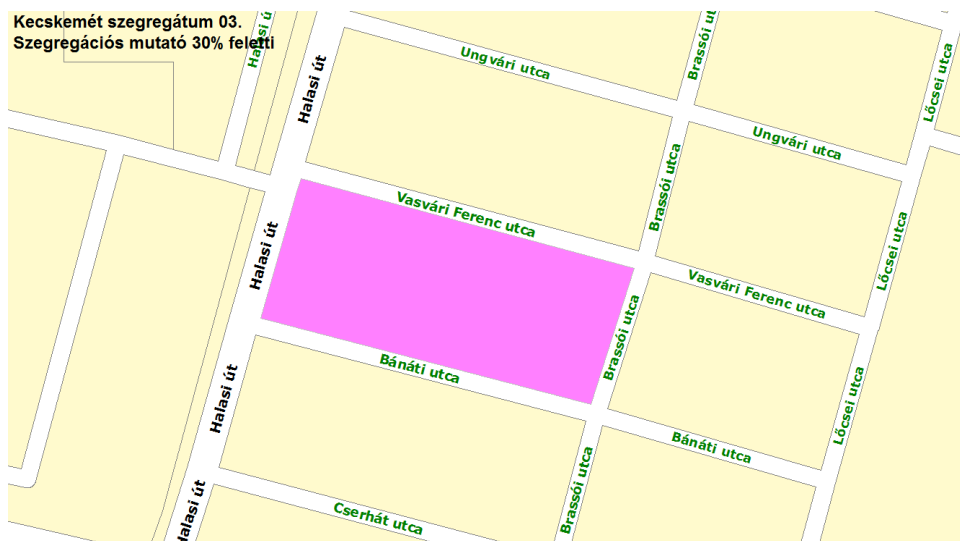 Kecskemét szegregátum 03.
Szegregációs mutató 30% feletti
Halasi út
Brassói ut
Lőcsei utca
Ungvári utca
Halasi út
Ungvári utca
Brassói utca
Vasvári Ferenc utca
Halasi út
Lőcsei utca
Vasvári Ferenc utca
Brassói utca
Bánáti utca
Halasi út
Lőcsei utca
Bánáti utca
Brassói utca
Halasi út
Cserhát utca